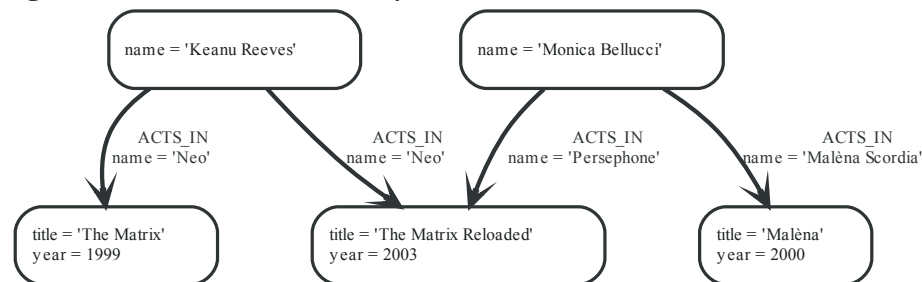 name = 'Keanu Reeves'
name = 'Monica Bellucci'
ACTS_IN
name = 'Neo'
ACTS_IN
name = 'Neo'
ACTS_IN
name = 'Persephone'
ACTS_IN
name = 'Malèna Scordia'
title = 'The Matrix'
year = 1999
title = 'The Matrix Reloaded'
year = 2003
title = 'Malèna'
year = 2000